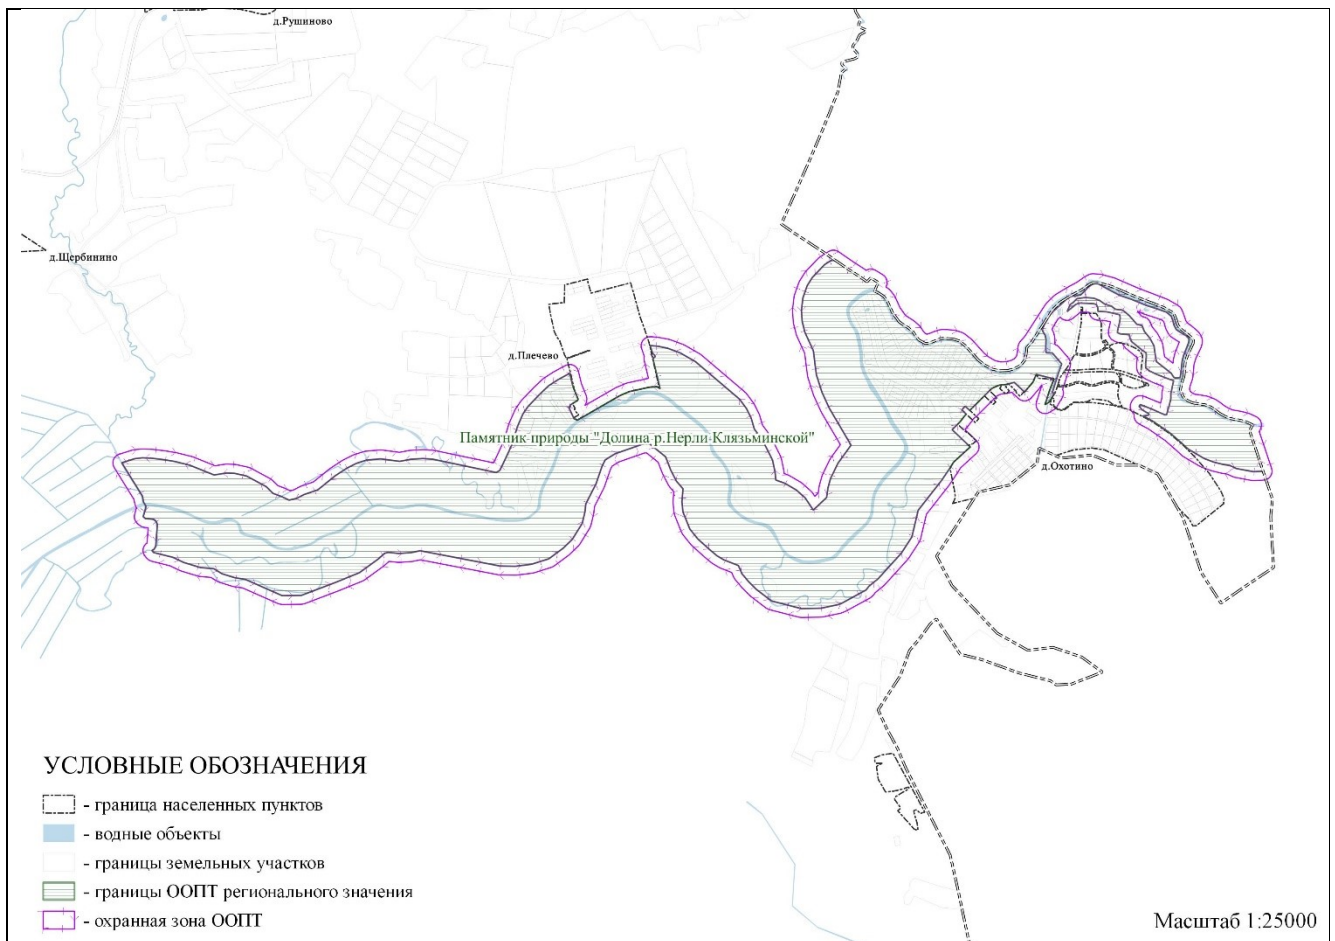 д.Рушиново
д.Щербинино
д.Плечево
Памятник природы "Долина р.Нерли Клязьминской"
д.Охотино
УСЛОВНЫЕ ОБОЗНАЧЕНИЯ
- граница населенных пунктов
- водные объекты
- границы земельных участков
- границы ООПТ регионального значения
- охранная зона ООПТ
Масштаб 1:25000